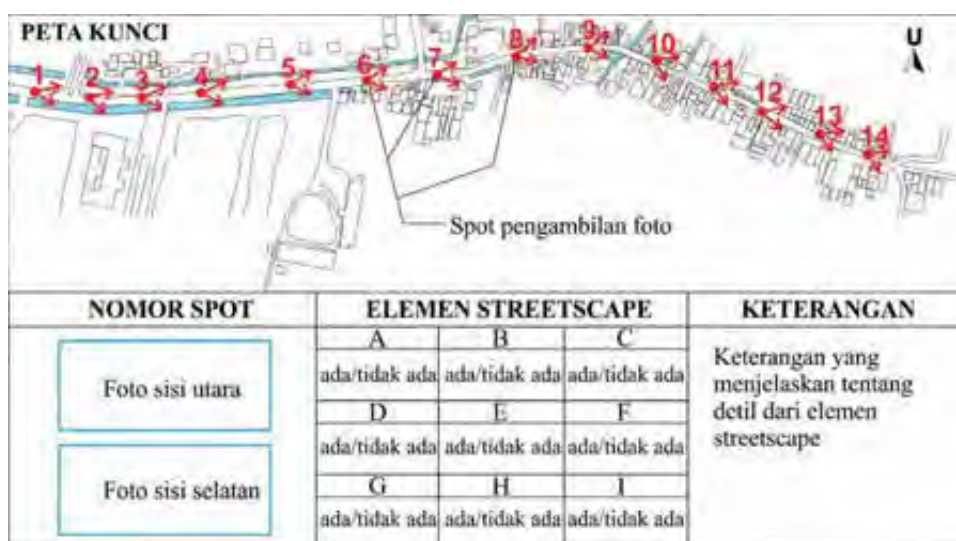 PETA KUNCI
U
1 2 3 4 5 6 7 8 9 10 11 12 13 14
Spot pengambilan foto
NOMOR SPOT
ELEMEN STREETSCAPE
KETERANGAN
Foto sisi utara
Foto sisi selatan
A B C
ada/tidak ada ada/tidak ada ada/tidak ada
D E F
ada/tidak ada ada/tidak ada ada/tidak ada
G H I
ada/tidak ada ada/tidak ada ada/tidak ada
Keterangan yang
menjelaskan tentang
detil dari elemen
streetscape